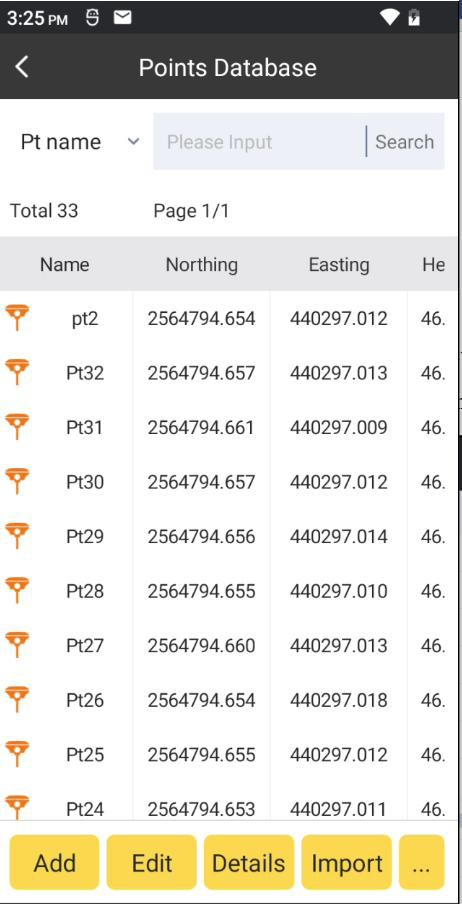 3:25 PM
Points Database
Pt name Please Input Search
Total 33 Page 1/1
Name Northing Easting He
pt2 2564794.654 440297.012 46.
Pt32 2564794.657 440297.013 46.
Pt31 2564794.661 440297.009 46.
Pt30 2564794.657 440297.012 46.
Pt29 2564794.656 440297.014 46.
Pt28 2564794.655 440297.010 46.
Pt27 2564794.660 440297.013 46.
Pt26 2564794.654 440297.018 46.
Pt25 2564794.655 440297.012 46.
Pt24 2564794.653 440297.011 46.
Add Edit Details Import ...